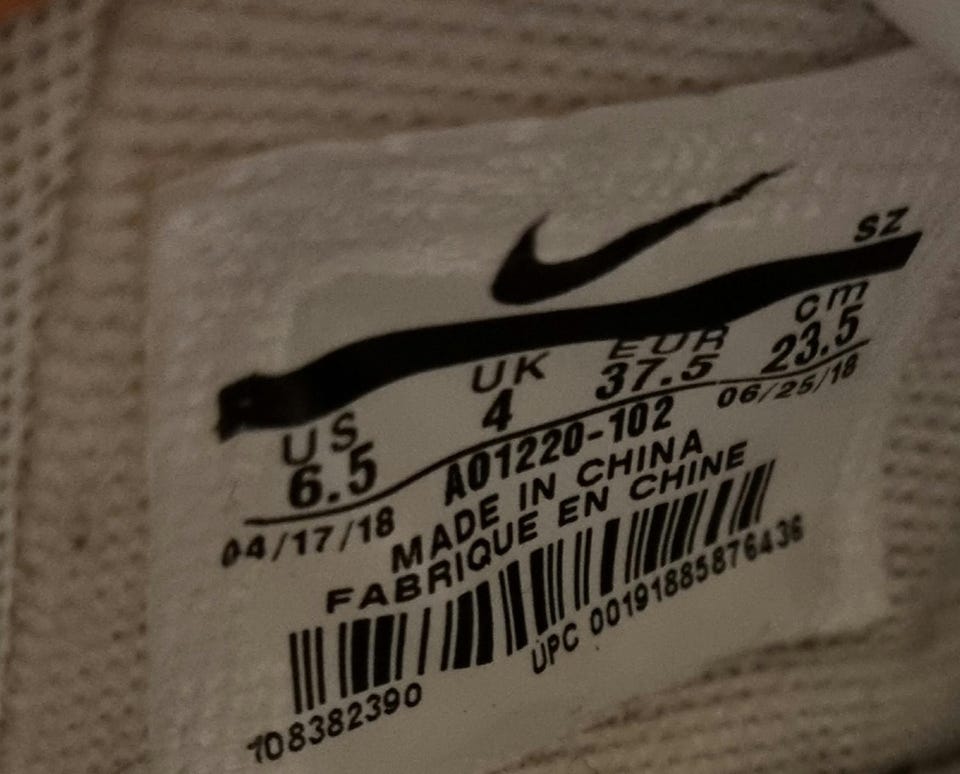 SZ
US UK EUR cm
6.5 4 37.5 23.5
04/17/18 AO1220-102 06/25/18
MADE IN CHINA
FABRIQUE EN CHINE
UPC 00191885876436
108382390